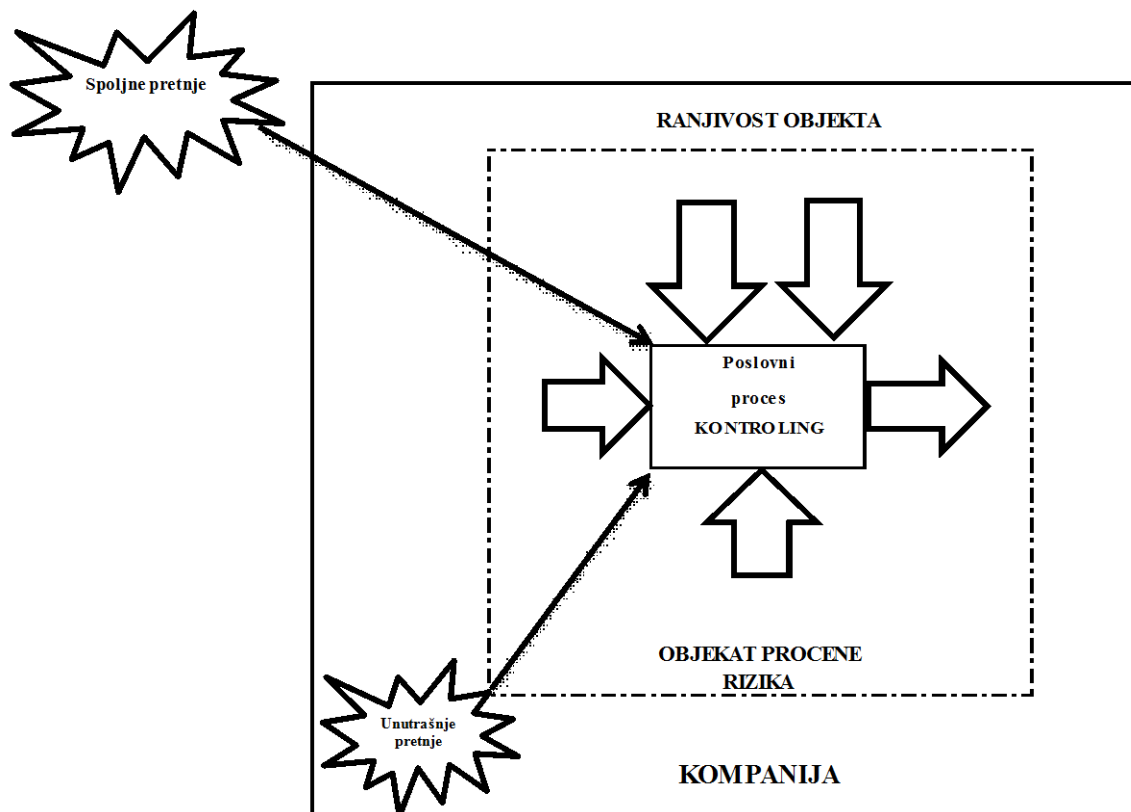 Spoljne pretnje
RANJIVOST OBJEKTA
Poslovni
proces
KONTROLING
OBJEKAT PROCENE
RIZIKA
Unutrašnje
pretnje
KOMPANIJA